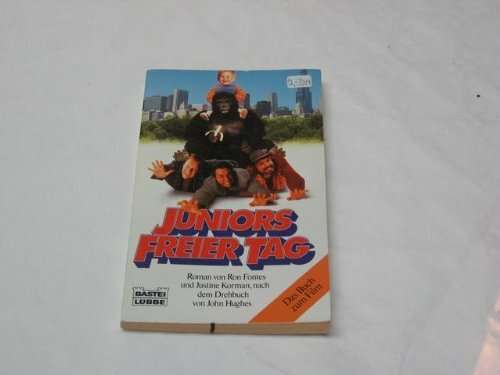 JUNIORS
FREIER TAG
Roman von Ron Fontes
und Justine Korman, nach
dem Drehbuch
von John Hughes
BASTEI
LÜBBE
Das Buch
zum Film